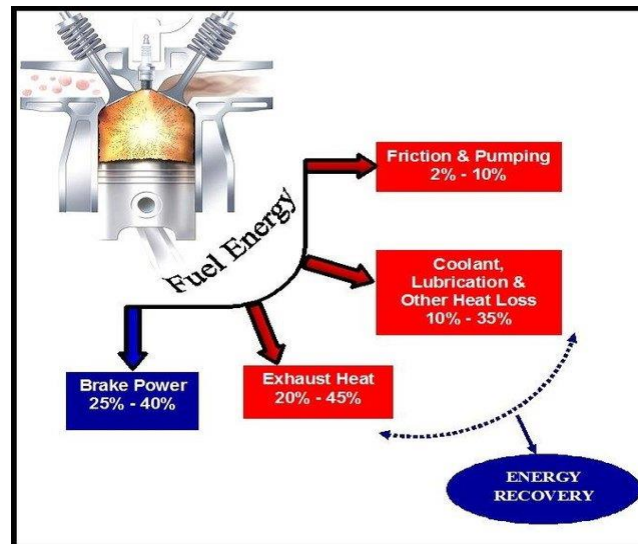 Friction & Pumping
2% - 10%
Fuel Energy
Coolant,
Lubrication &
Other Heat Loss
10% - 35%
Brake Power
25% - 40%
Exhaust Heat
20% - 45%
ENERGY
RECOVERY